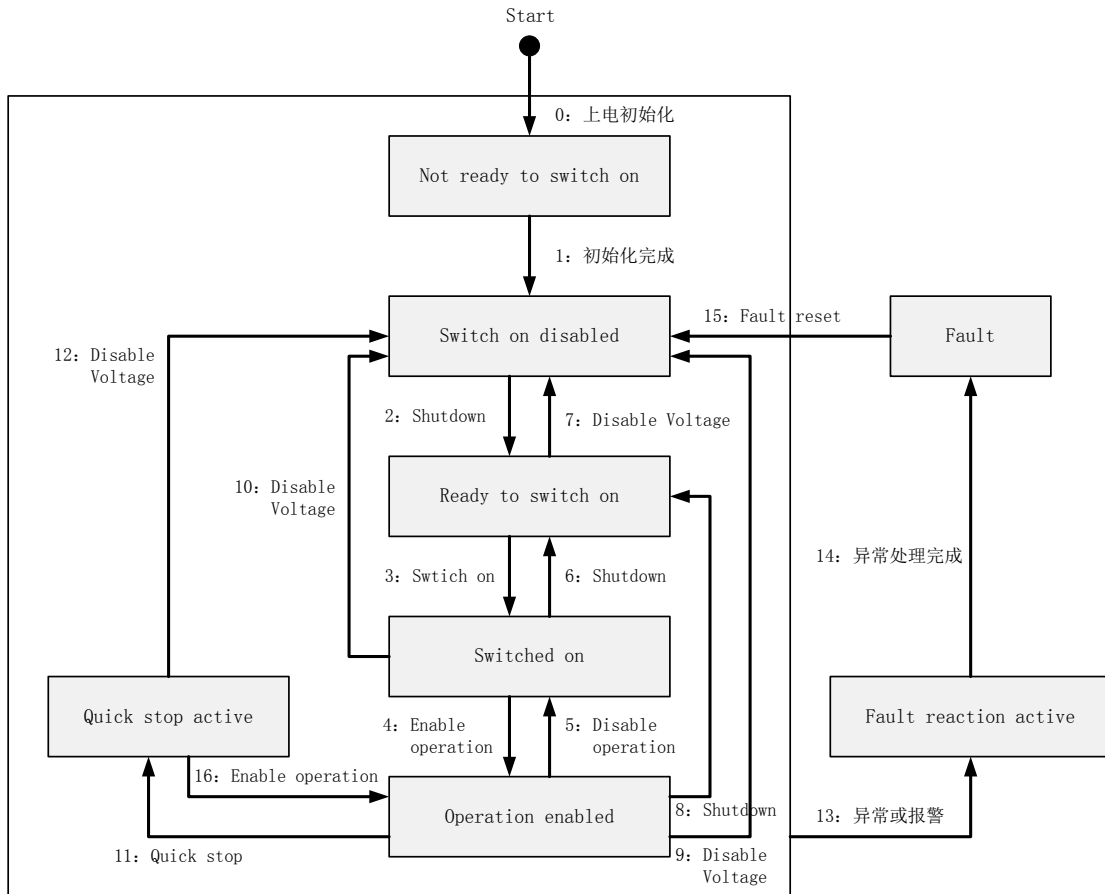 Start
0: 上电初始化
Not ready to switch on
1: 初始化完成
Switch on disabled
15: Fault reset
Fault
12: Disable
Voltage
2: Shutdown
7: Disable Voltage
10: Disable
Voltage
Ready to switch on
14: 异常处理完成
3: Swtich on
6: Shutdown
Switched on
Quick stop active
4: Enable
operation
5: Disable
operation
Fault reaction active
16: Enable operation
Operation enabled
8: Shutdown
13: 异常或报警
11: Quick stop
9: Disable
Voltage